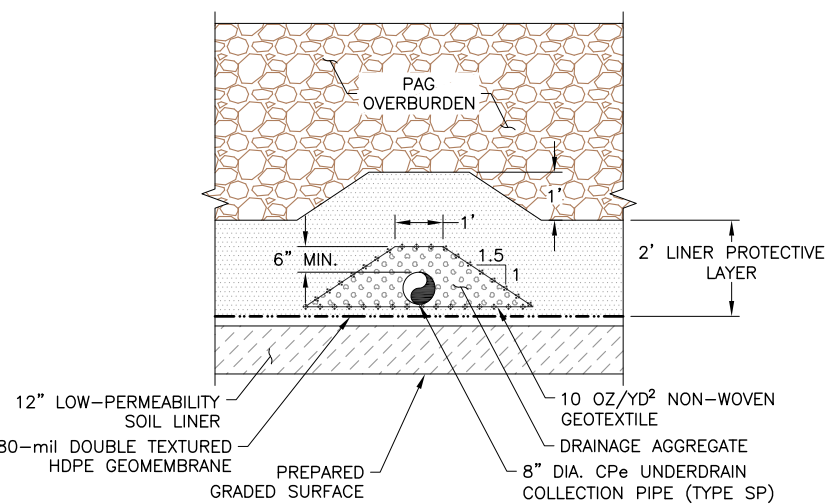 PAG
OVERBURDEN
1'
1'
6" MIN.
1.5
1
2' LINER PROTECTIVE
LAYER
12" LOW-PERMEABILITY
SOIL LINER
80-mil DOUBLE TEXTURED
HDPE GEOMEMBRANE
PREPARED
GRADED SURFACE
10 OZ/YD² NON-WOVEN
GEOTEXTILE
DRAINAGE AGGREGATE
8" DIA. CPe UNDERDRAIN
COLLECTION PIPE (TYPE SP)